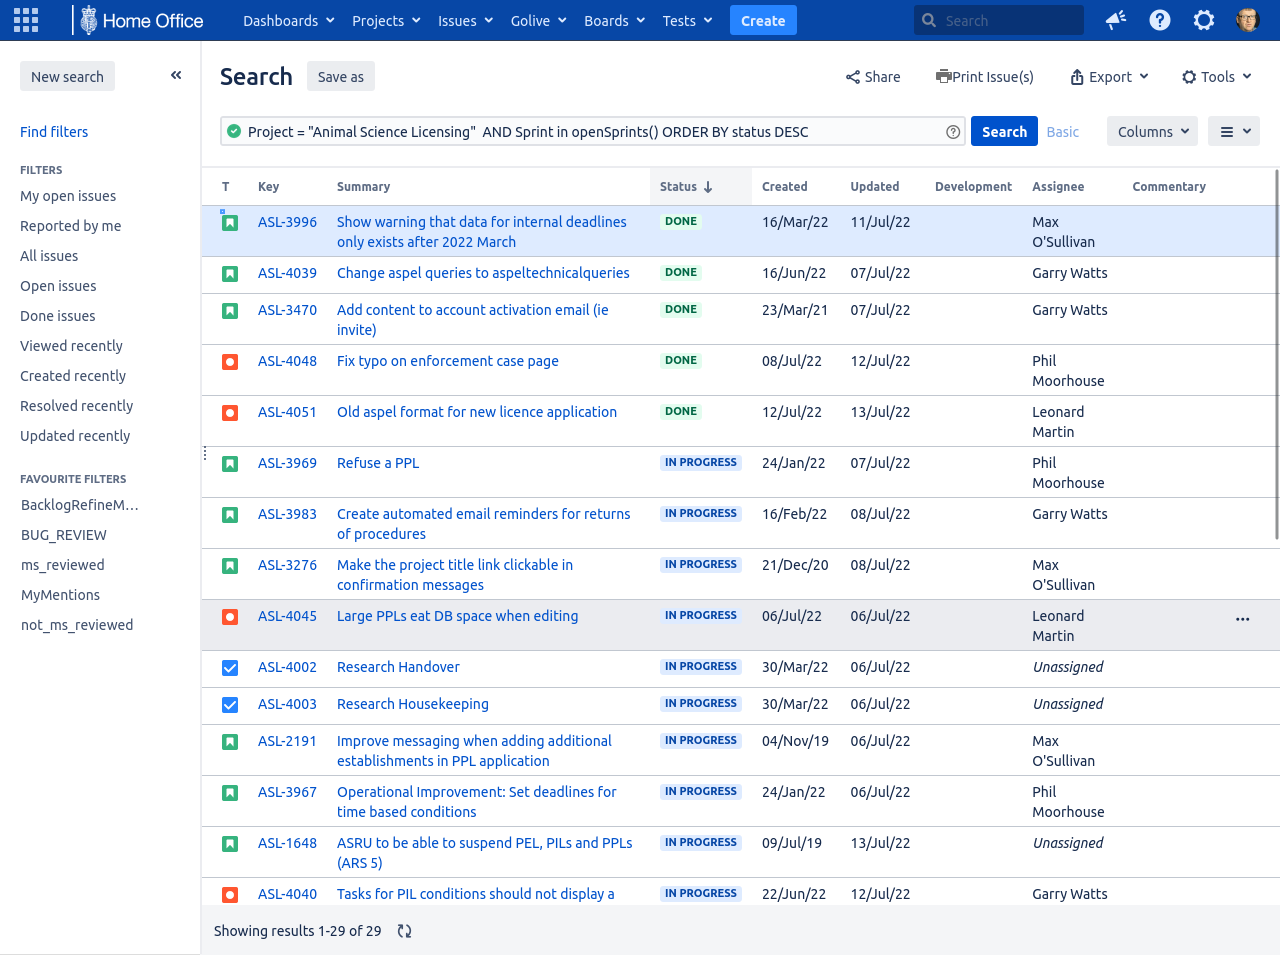 Home Office Dashboards Projects Issues Golive Boards Tests Create Search
New search
Find filters
FILTERS
My open issues
Reported by me
All issues
Open issues
Done issues
Viewed recently
Created recently
Resolved recently
Updated recently
FAVOURITE FILTERS
BacklogRefineM...
BUG_REVIEW
ms_reviewed
MyMentions
not_ms_reviewed
Search Save as Share Print Issue(s) Export Tools
Project = "Animal Science Licensing" AND Sprint in openSprints() ORDER BY status DESC Search Basic Columns
T Key Summary Status Created Updated Development Assignee Commentary
ASL-3996 Show warning that data for internal deadlines DONE 16/Mar/22 11/Jul/22 Max
only exists after 2022 March O'Sullivan
ASL-4039 Change aspel queries to aspeltechnicalqueries DONE 16/Jun/22 07/Jul/22 Garry Watts
ASL-3470 Add content to account activation email (ie DONE 23/Mar/21 07/Jul/22 Garry Watts
invite)
ASL-4048 Fix typo on enforcement case page DONE 08/Jul/22 12/Jul/22 Phil
Moorhouse
ASL-4051 Old aspel format for new licence application DONE 12/Jul/22 13/Jul/22 Leonard
Martin
ASL-3969 Refuse a PPL IN PROGRESS 24/Jan/22 07/Jul/22 Phil
Moorhouse
ASL-3983 Create automated email reminders for returns IN PROGRESS 16/Feb/22 08/Jul/22 Garry Watts
of procedures
ASL-3276 Make the project title link clickable in IN PROGRESS 21/Dec/20 08/Jul/22 Max
confirmation messages O'Sullivan
ASL-4045 Large PPLs eat DB space when editing IN PROGRESS 06/Jul/22 06/Jul/22 Leonard
Martin
ASL-4002 Research Handover IN PROGRESS 30/Mar/22 06/Jul/22 Unassigned
ASL-4003 Research Housekeeping IN PROGRESS 30/Mar/22 06/Jul/22 Unassigned
ASL-2191 Improve messaging when adding additional IN PROGRESS 04/Nov/19 06/Jul/22 Max
establishments in PPL application O'Sullivan
ASL-3967 Operational Improvement: Set deadlines for IN PROGRESS 24/Jan/22 06/Jul/22 Phil
time based conditions Moorhouse
ASL-1648 ASRU to be able to suspend PEL, PILs and PPLs IN PROGRESS 09/Jul/19 13/Jul/22 Unassigned
(ARS 5)
ASL-4040 Tasks for PIL conditions should not display a IN PROGRESS 22/Jun/22 12/Jul/22 Garry Watts
Showing results 1-29 of 29